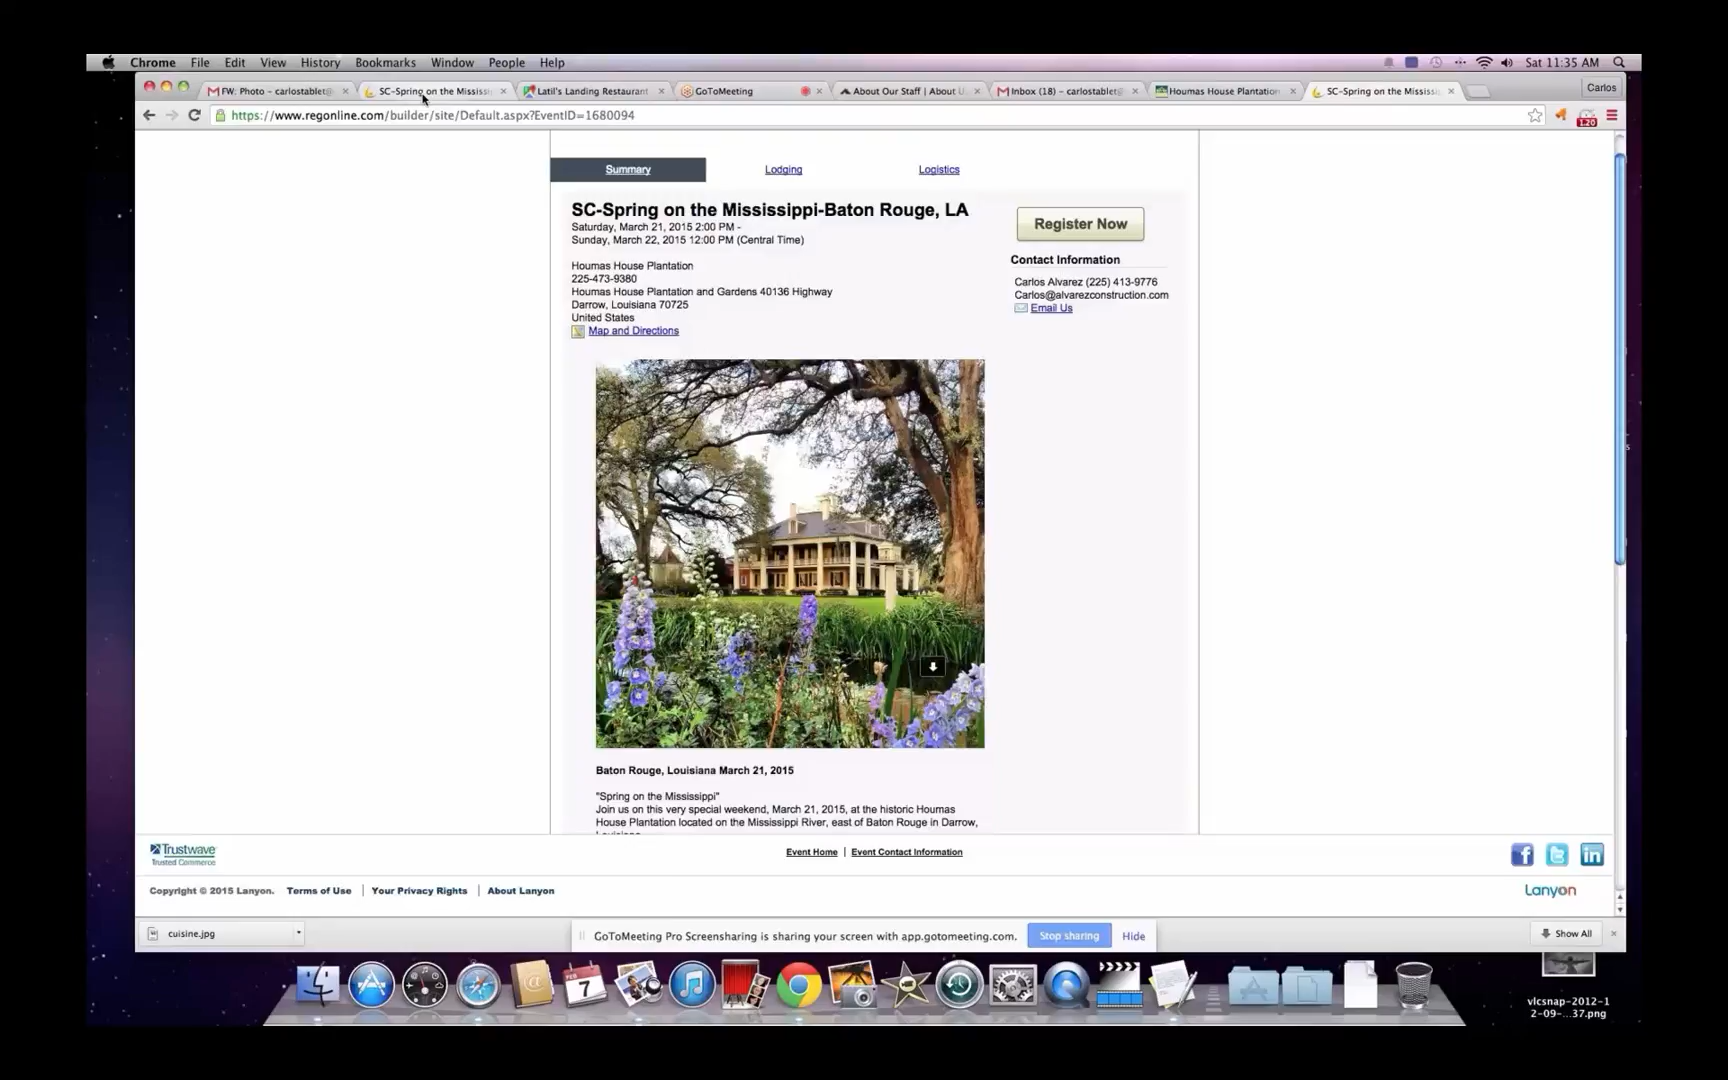 Chrome File Edit View History Bookmarks Window People Help Sat 11:35 AM
FW: Photo - carlostablet@ SC-Spring on the Mississi Latil's Landing Restaurant GoToMeeting About Our Staff | About U Inbox (18) - carlostablet@ Houmas House Plantation SC-Spring on the Mississi Carlos
https://www.regonline.com/builder/site/Default.aspx?EventID=1680094
1.20
Summary Lodging Logistics
SC-Spring on the Mississippi-Baton Rouge, LA
Saturday, March 21, 2015 2:00 PM -
Sunday, March 22, 2015 12:00 PM (Central Time)
Houmas House Plantation
225-473-9380
Houmas House Plantation and Gardens 40136 Highway
Darrow, Louisiana 70725
United States
Map and Directions
Register Now
Contact Information
Carlos Alvarez (225) 413-9776
Carlos@alvarezconstruction.com
Email Us
Baton Rouge, Louisiana March 21, 2015
"Spring on the Mississippi"
Join us on this very special weekend, March 21, 2015, at the historic Houmas
House Plantation located on the Mississippi River, east of Baton Rouge in Darrow,
Trustwave
Trusted Commerce
Event Home | Event Contact Information
Copyright © 2015 Lanyon. Terms of Use | Your Privacy Rights | About Lanyon
Lanyon
cuisine.jpg
GoToMeeting Pro Screensharing is sharing your screen with app.gotomeeting.com. Stop sharing Hide
Show All
FEB
7
vlcsnap-2012-1
2-09-...37.png